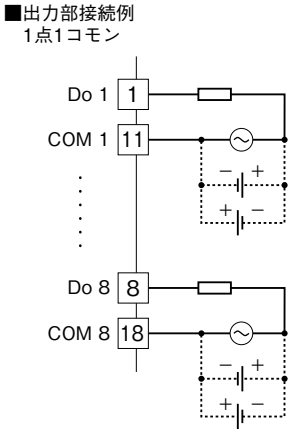 ■出力部接続例
1点1コモン
Do 1 1
COM 1 11
− +
+ −
Do 8 8
COM 8 18
− +
+ −